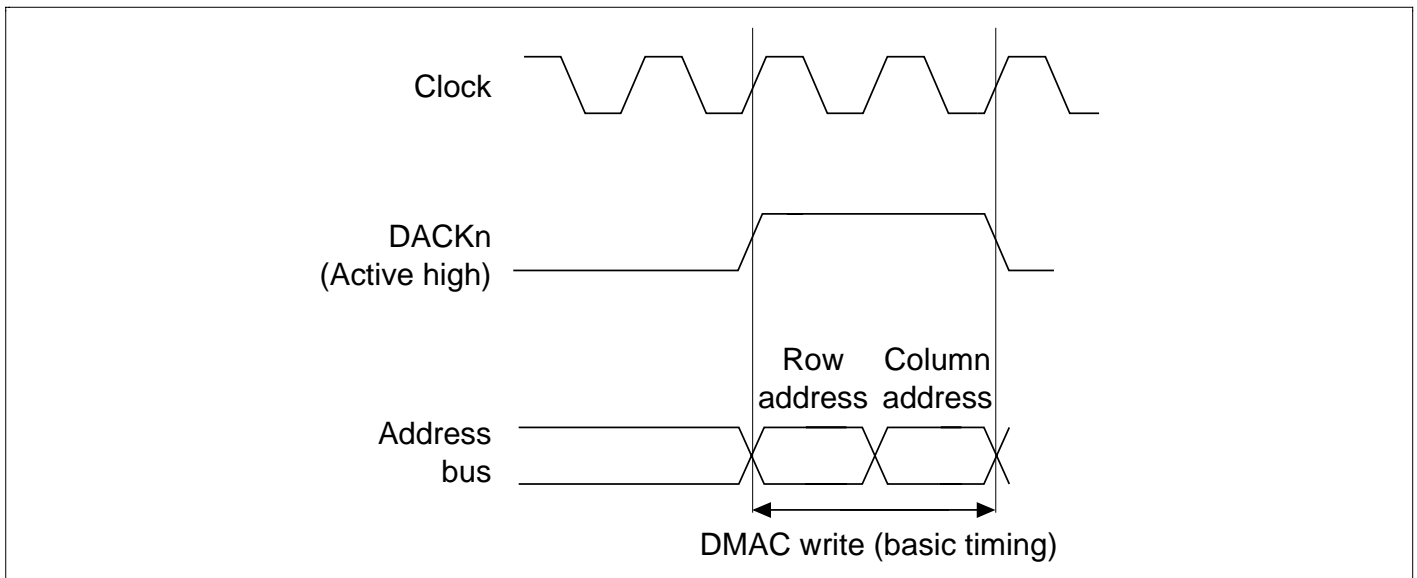 Clock
DACKn
(Active high)
Row Column
address address
Address
bus
DMAC write (basic timing)